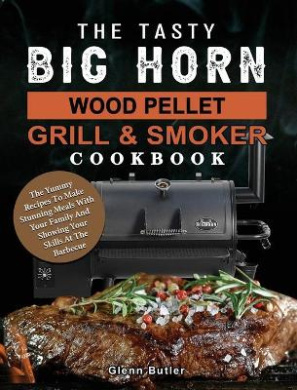 THE TASTY
BIG HORN
WOOD PELLET
GRILL & SMOKER
COOKBOOK
The Yummy
Recipes To Make
Stunning Meals With
Your Family And
Showing Your
Skills At The
Barbecue
Glenn Butler